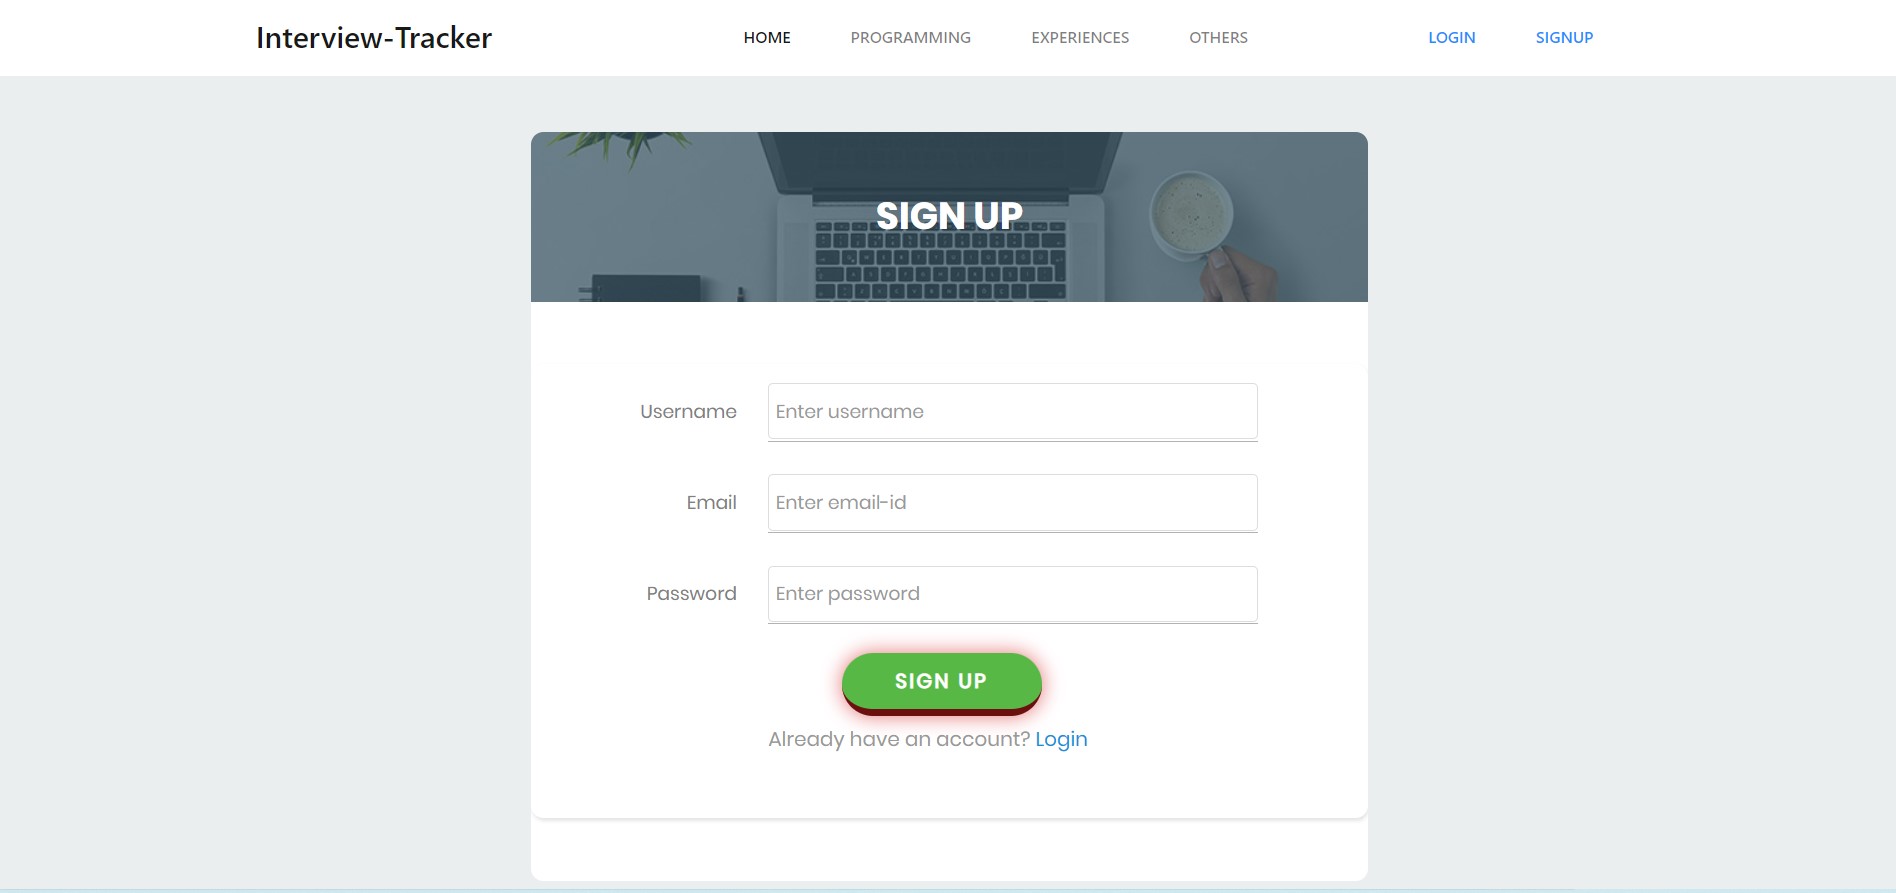 Interview-Tracker HOME PROGRAMMING EXPERIENCES OTHERS LOGIN SIGNUP
SIGN UP
Username Enter username
Email Enter email-id
Password Enter password
SIGN UP
Already have an account? Login